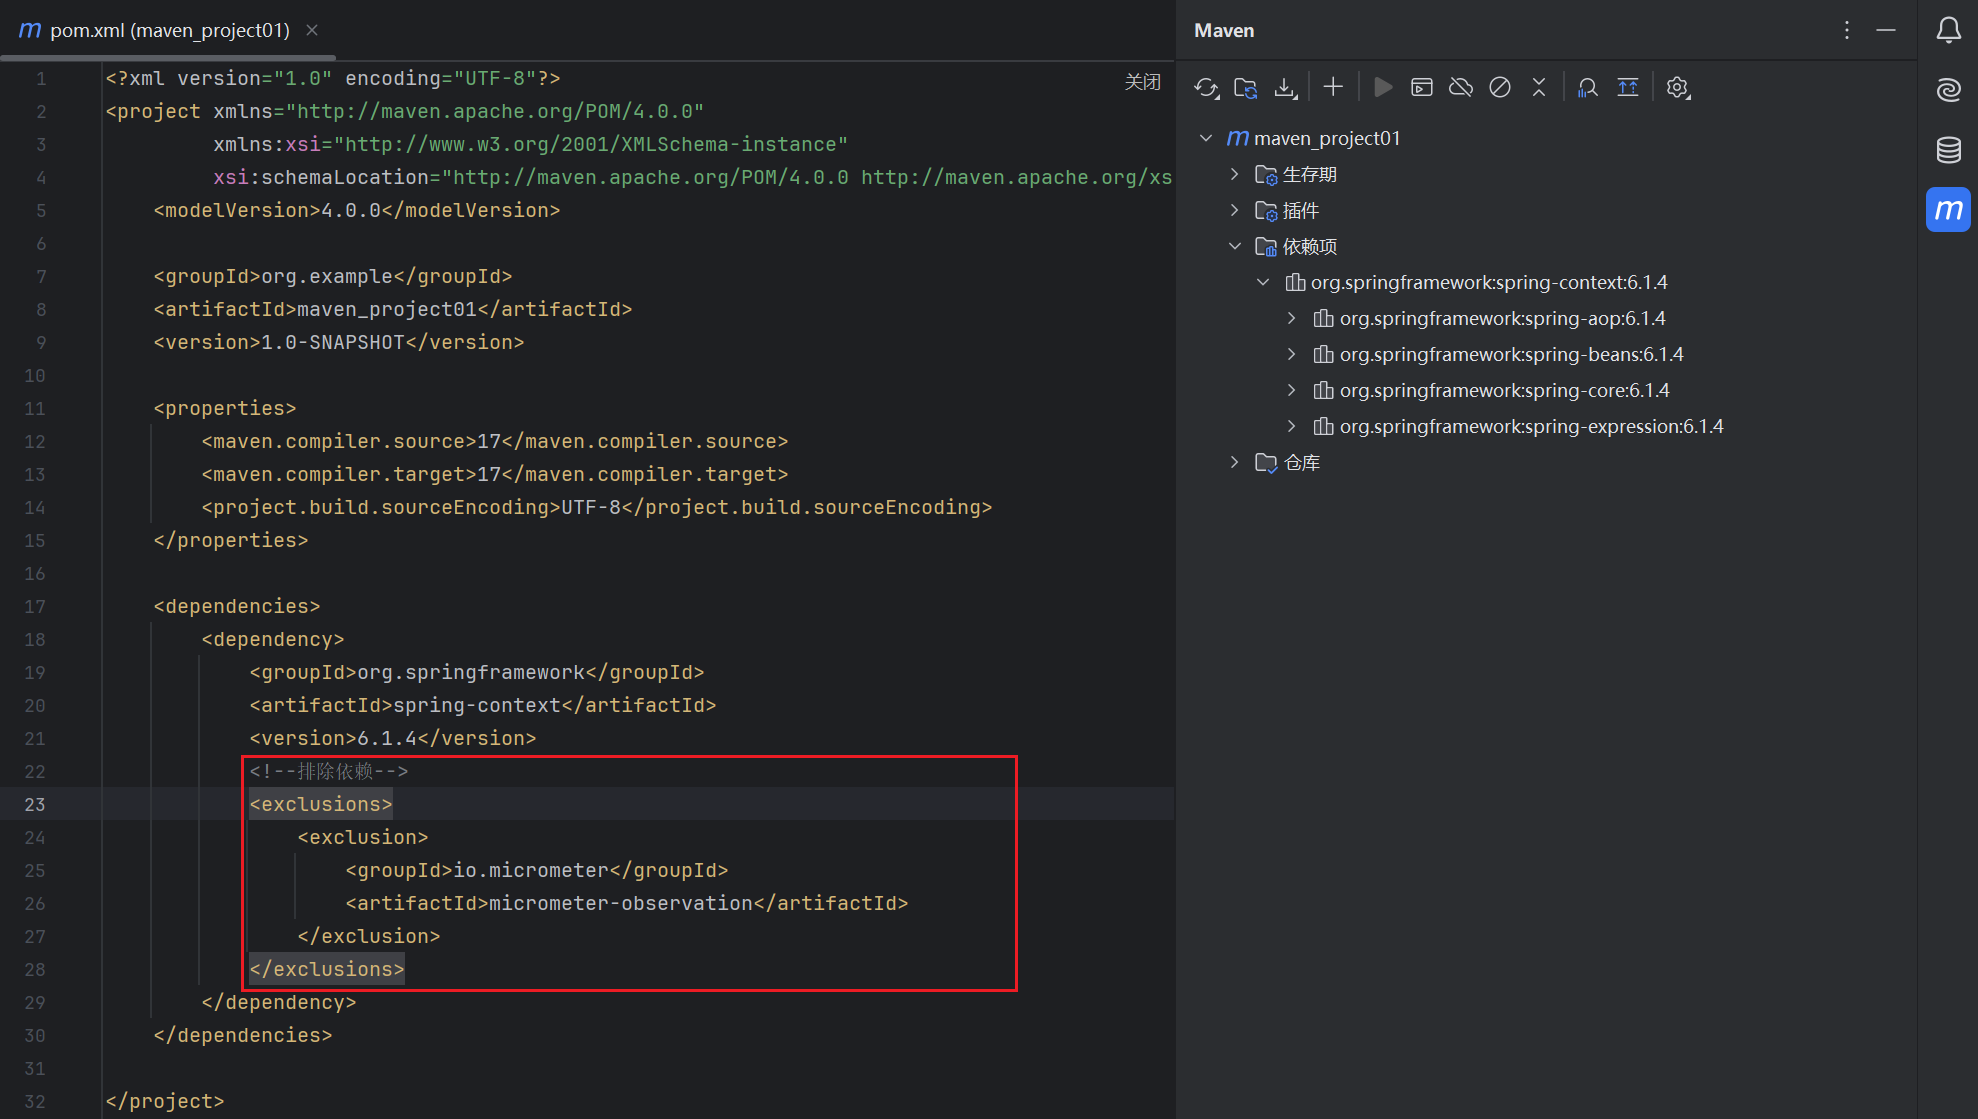 m pom.xml (maven_project01) ×
1 <?xml version="1.0" encoding="UTF-8"?>
关闭
2 <project xmlns="http://maven.apache.org/POM/4.0.0"
3 xmlns:xsi="http://www.w3.org/2001/XMLSchema-instance"
4 xsi:schemaLocation="http://maven.apache.org/POM/4.0.0 http://maven.apache.org/xs
5 <modelVersion>4.0.0</modelVersion>
6
7 <groupId>org.example</groupId>
8 <artifactId>maven_project01</artifactId>
9 <version>1.0-SNAPSHOT</version>
10
11 <properties>
12 <maven.compiler.source>17</maven.compiler.source>
13 <maven.compiler.target>17</maven.compiler.target>
14 <project.build.sourceEncoding>UTF-8</project.build.sourceEncoding>
15 </properties>
16
17 <dependencies>
18 <dependency>
19 <groupId>org.springframework</groupId>
20 <artifactId>spring-context</artifactId>
21 <version>6.1.4</version>
22 <!--排除依赖-->
23 <exclusions>
24 <exclusion>
25 <groupId>io.micrometer</groupId>
26 <artifactId>micrometer-observation</artifactId>
27 </exclusion>
28 </exclusions>
29 </dependency>
30 </dependencies>
31
32 </project>
Maven
m maven_project01
生存期
插件
依赖项
org.springframework:spring-context:6.1.4
org.springframework:spring-aop:6.1.4
org.springframework:spring-beans:6.1.4
org.springframework:spring-core:6.1.4
org.springframework:spring-expression:6.1.4
仓库
m